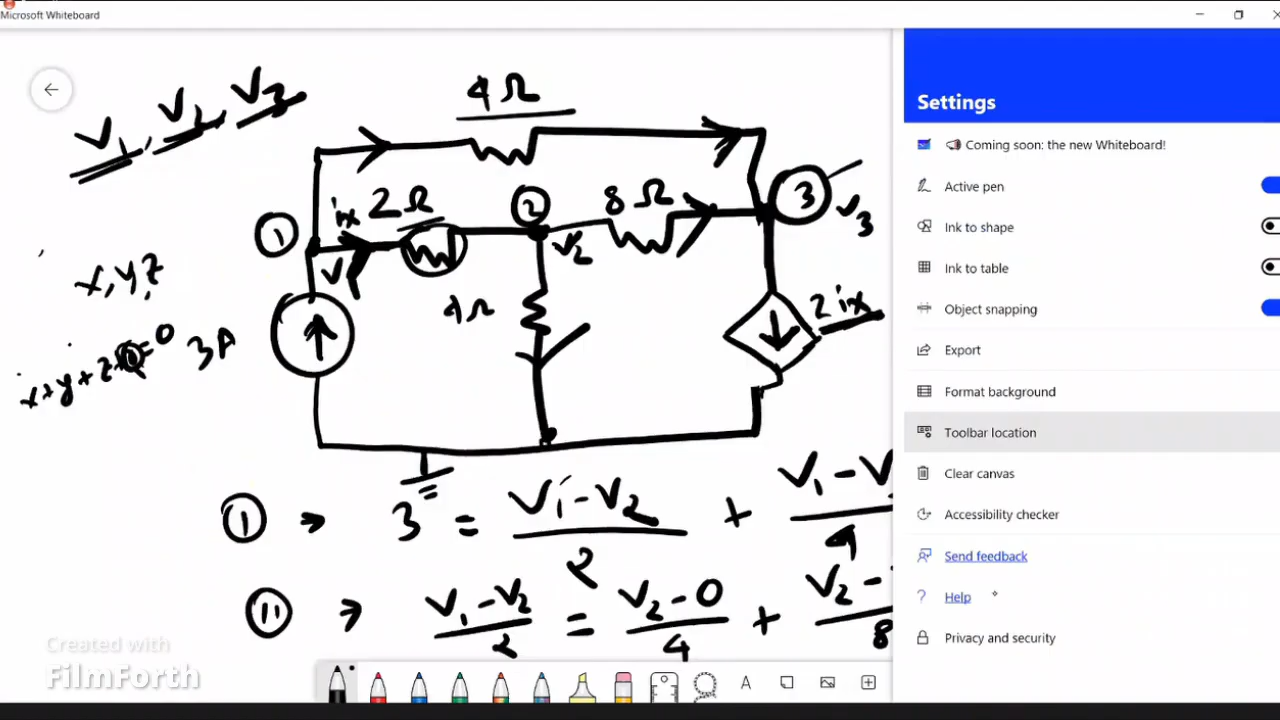 Microsoft Whiteboard
V1, V2, V3
4Ω
ix 2Ω
2
8Ω
3
V3
1
V1
V2
x, y, z
4Ω
2ix
3A
1 → 3 = V1-V2/2 + V1-V/4
II → V1-V2/2 = V2-0/4 + V2-/8
Created with
FilmForth
Settings
Coming soon: the new Whiteboard!
Active pen
Ink to shape
Ink to table
Object snapping
Export
Format background
Toolbar location
Clear canvas
Accessibility checker
Send feedback
Help
Privacy and security